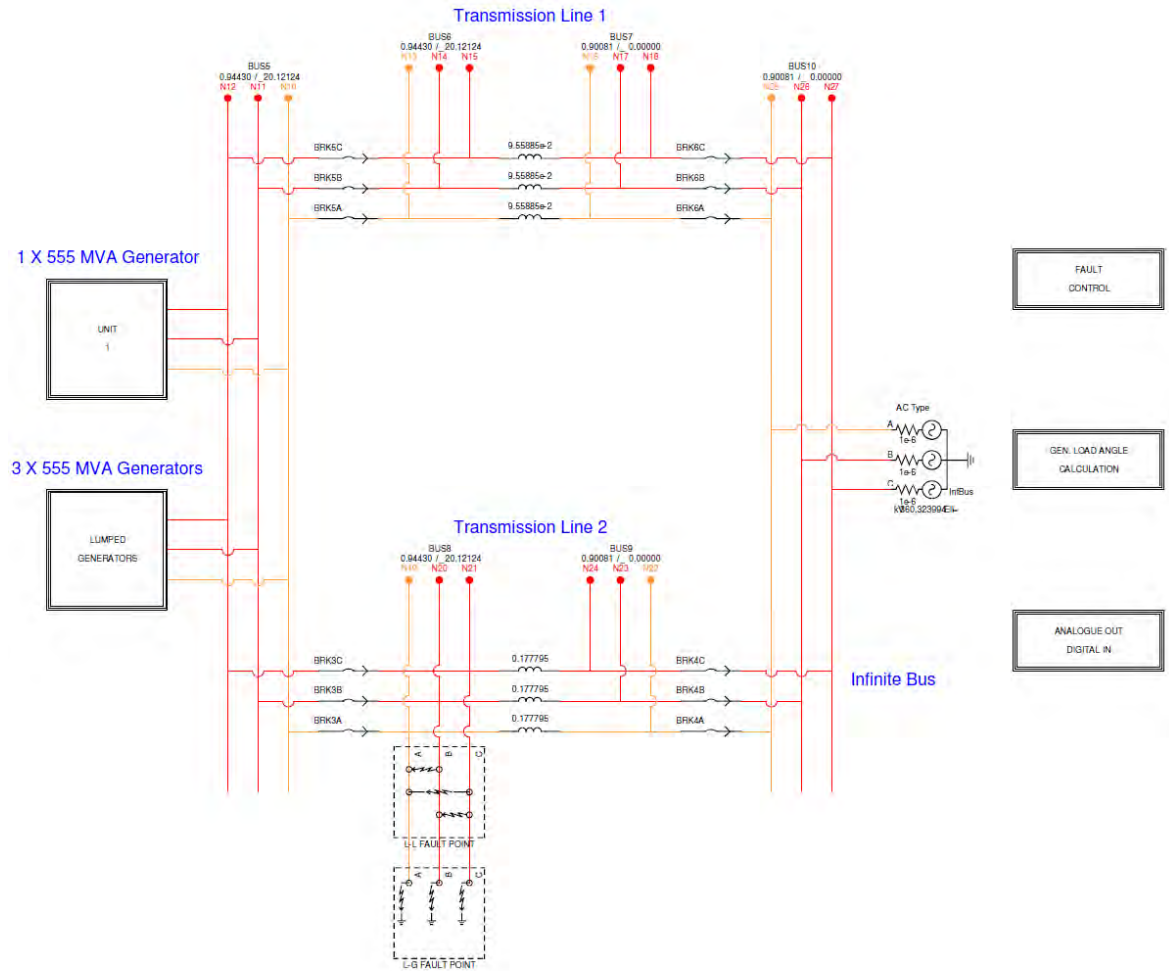 Transmission Line 1
BUS6
0.94430 /_20.12124
N13 N14 N15
BUS7
0.90081 /_ 0.00000
N17 N18
BUS5
0.94430 /_20.12124
N12 N11 N10
BUS10
0.90081 /_ 0.00000
N25 N26 N27
BRK5C
9.55885e-2
BRK6C
BRK5B
9.55885e-2
BRK6B
BRK5A
9.55885e-2
BRK6A
1 X 555 MVA Generator
UNIT
1
FAULT
CONTROL
3 X 555 MVA Generators
LUMPED
GENERATORS
AC Type
A
1e-6
B
1e-6
C
1e-6
InfBus
GEN. LOAD ANGLE
CALCULATION
Transmission Line 2
BUS8
0.94430 /_20.12124
N19 N20 N21
BUS9
0.90081 /_ 0.00000
N24 N23 N22
BRK3C
0.177795
BRK4C
BRK3B
0.177795
BRK4B
BRK3A
0.177795
BRK4A
Infinite Bus
ANALOGUE OUT
DIGITAL IN
A B C
L-L FAULT POINT
A B C
L-G FAULT POINT